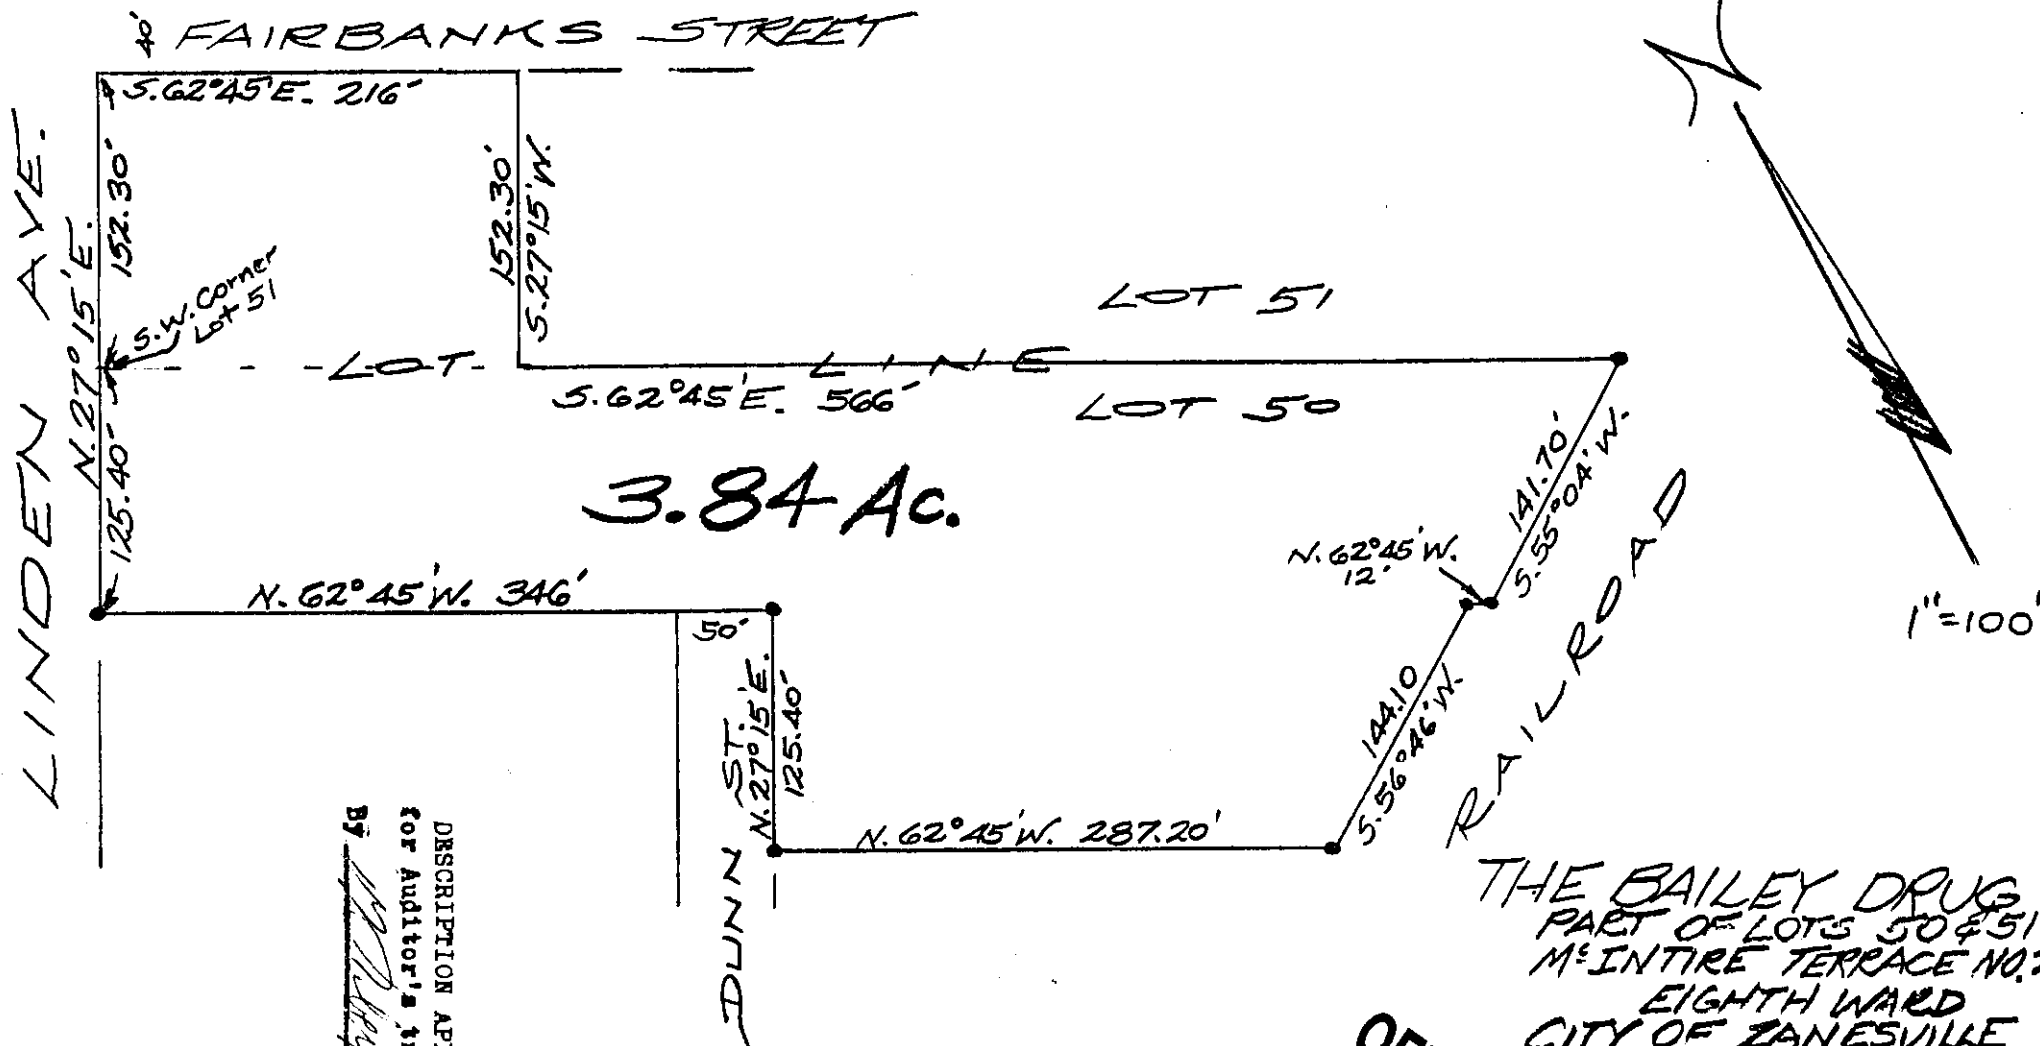 40' FAIRBANKS STREET
S.62°45'E. 216'
LINDEN AVE.
N.27°15'E.
152.30'
152.30'
S.27°15'W.
S.W. Corner
Lot 51
LOT 51
LOT LINE
S.62°45'E. 566'
LOT 50
125.40'
3.84 Ac.
141.70'
S.55°04'W.
N.62°45'W.
12'
RAILROAD
1"=100'
N.62°45'W. 346'
50'
DUNN ST.
N.27°15'E.
125.40'
144.10
S.56°46'W.
N.62°45'W. 287.20'
DESCRIPTION
for Auditor's
By
THE BAILEY DRUG
PART OF LOTS 50 & 51
McINTIRE TERRACE NO.
EIGHTH WARD
CITY OF ZANESVILLE